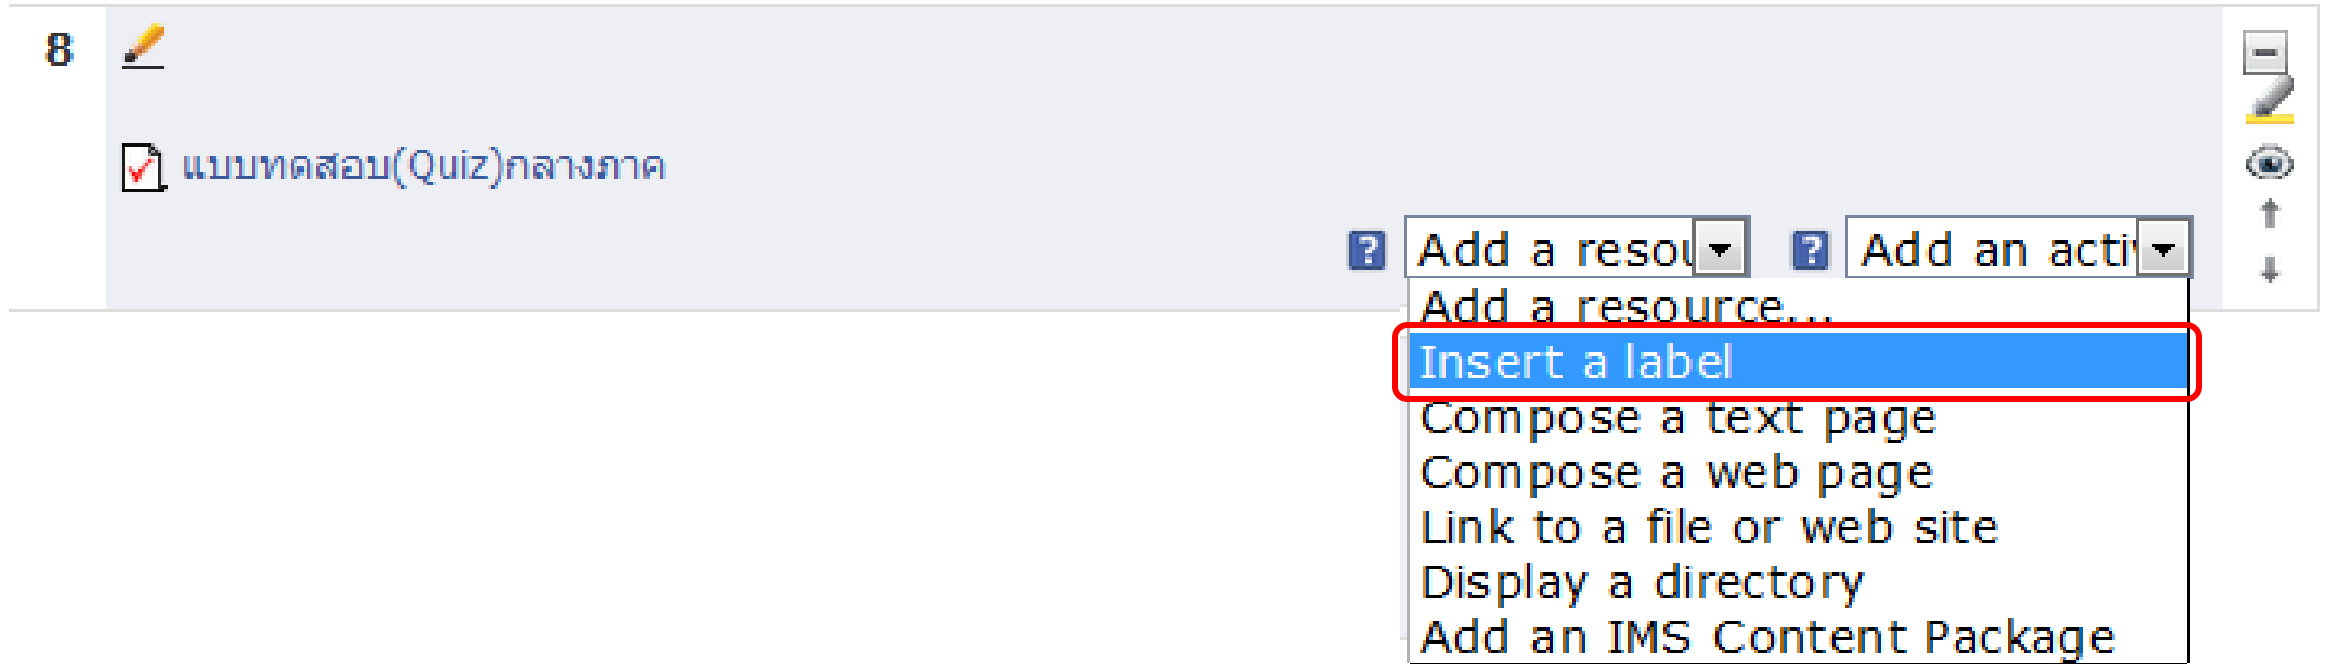 8
แบบทดสอบ(Quiz)กลางภาค
? Add a resou ? Add an acti
Add a resource...
Insert a label
Compose a text page
Compose a web page
Link to a file or web site
Display a directory
Add an IMS Content Package